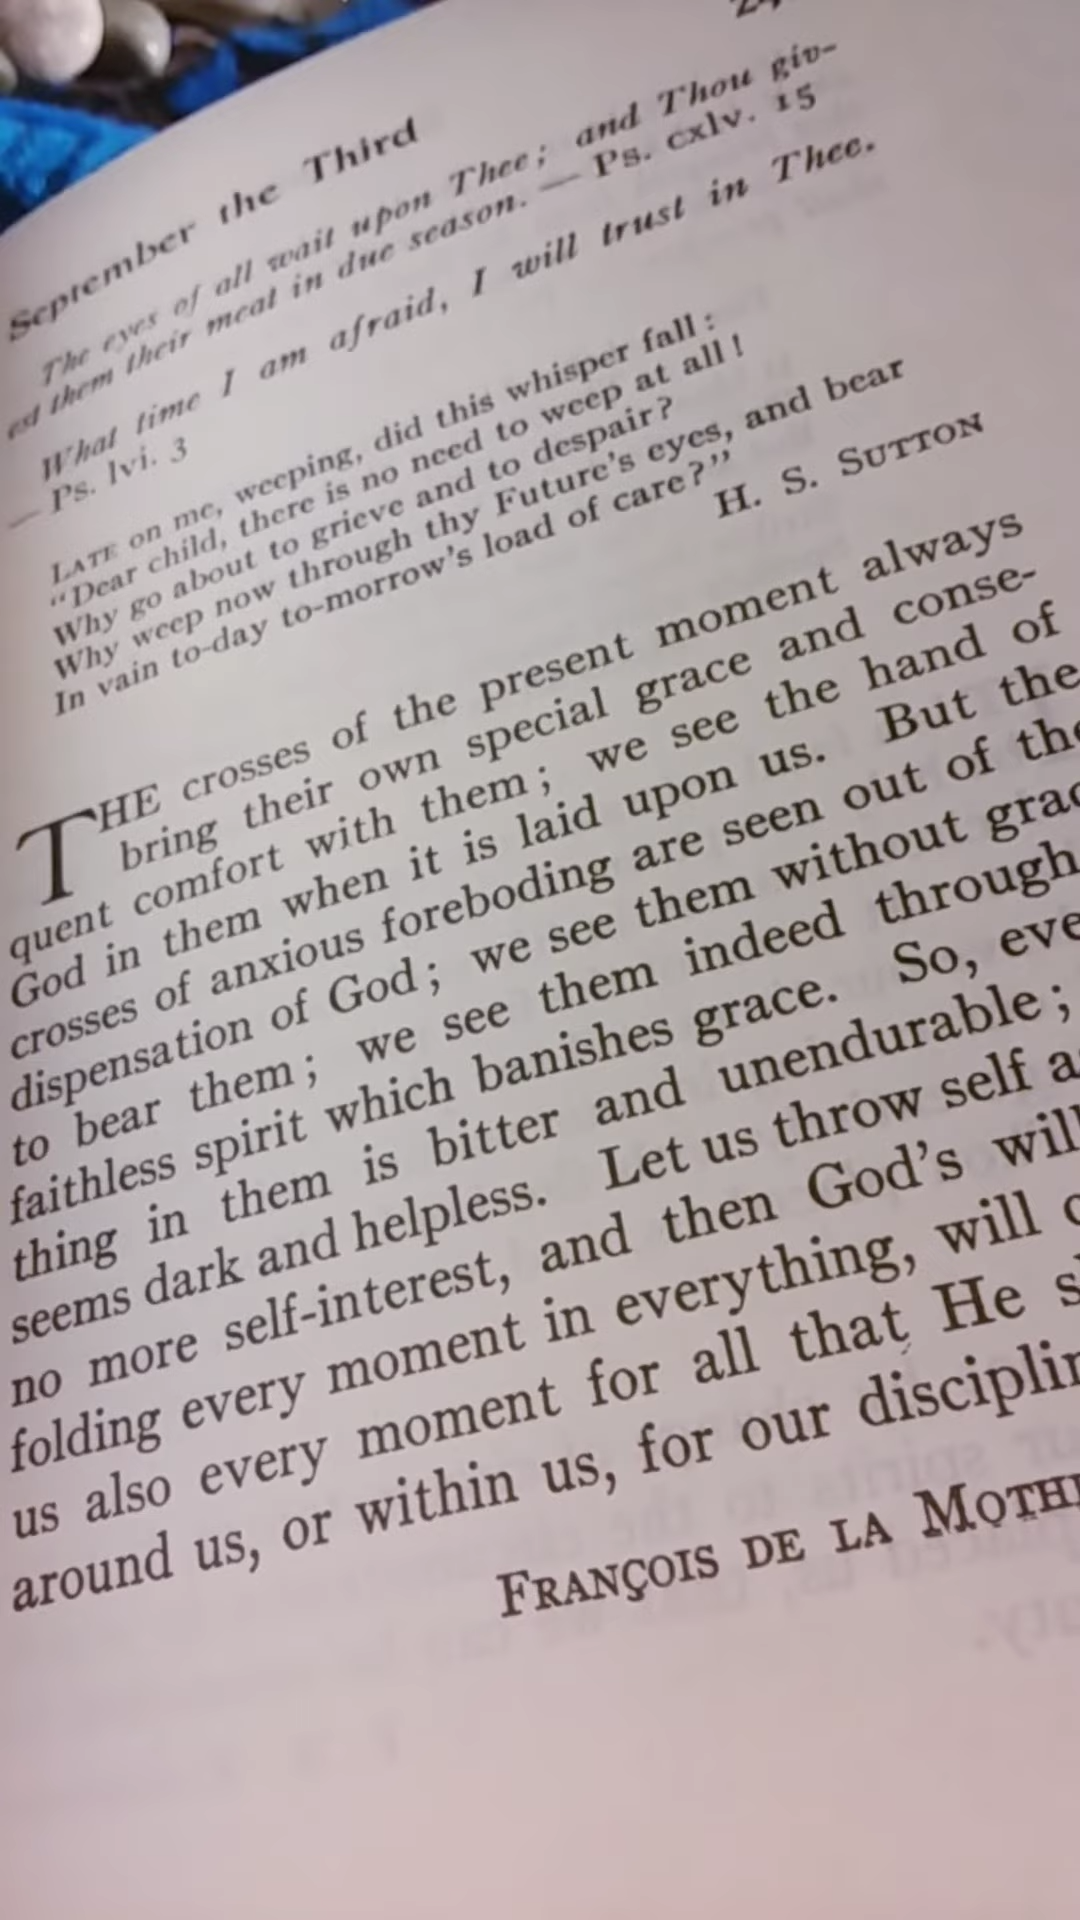 September the Third
The eyes of all wait upon Thee; and Thou giv-
est them their meat in due season. — Ps. cxlv. 15
What time I am afraid, I will trust in Thee.
— Ps. lvi. 3
LATE on me, weeping, did this whisper fall:
"Dear child, there is no need to weep at all!
Why go about to grieve and to despair?
Why weep now through thy Future's eyes, and bear
In vain to-day to-morrow's load of care?"
H. S. SUTTON
THE crosses of the present moment always
bring their own special grace and conse-
quent comfort with them; we see the hand of
God in them when it is laid upon us. But the
crosses of anxious foreboding are seen out of the
dispensation of God; we see them without grac
to bear them; we see them indeed through
faithless spirit which banishes grace. So, eve
thing in them is bitter and unendurable;
seems dark and helpless. Let us throw self a
no more self-interest, and then God's will
folding every moment in everything, will c
us also every moment for all that He s
around us, or within us, for our disciplin
FRANÇOIS DE LA MOTHE